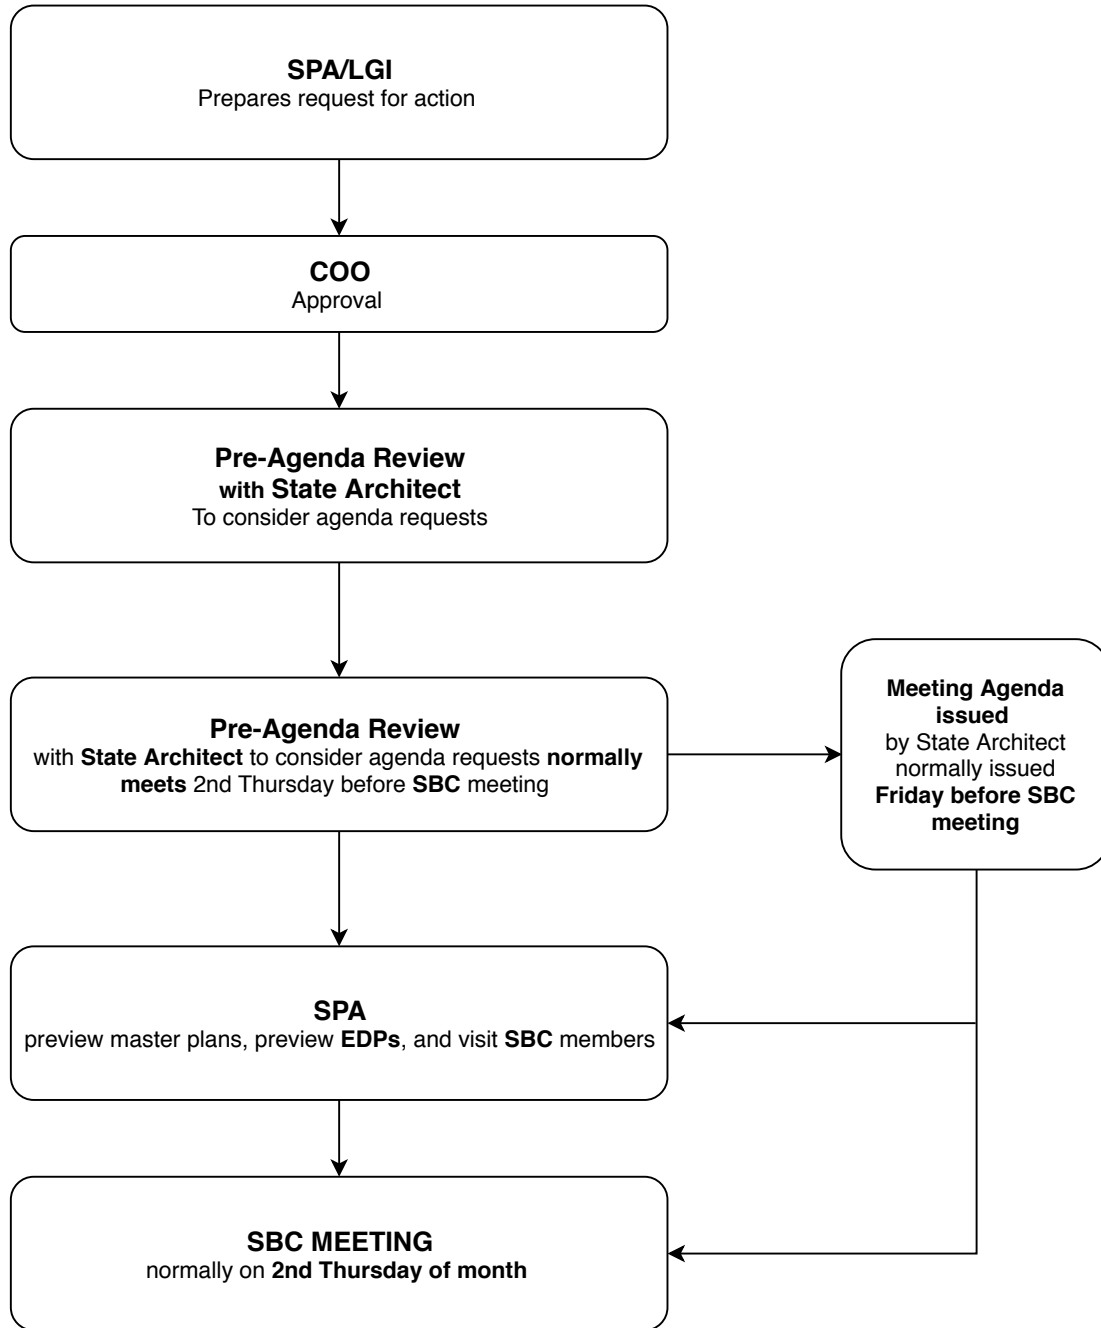 SPA/LGI
Prepares request for action
COO
Approval
Pre-Agenda Review
with State Architect
To consider agenda requests
Pre-Agenda Review
with State Architect to consider agenda requests normally
meets 2nd Thursday before SBC meeting
Meeting Agenda
issued
by State Architect
normally issued
Friday before SBC
meeting
SPA
preview master plans, preview EDPs, and visit SBC members
SBC MEETING
normally on 2nd Thursday of month